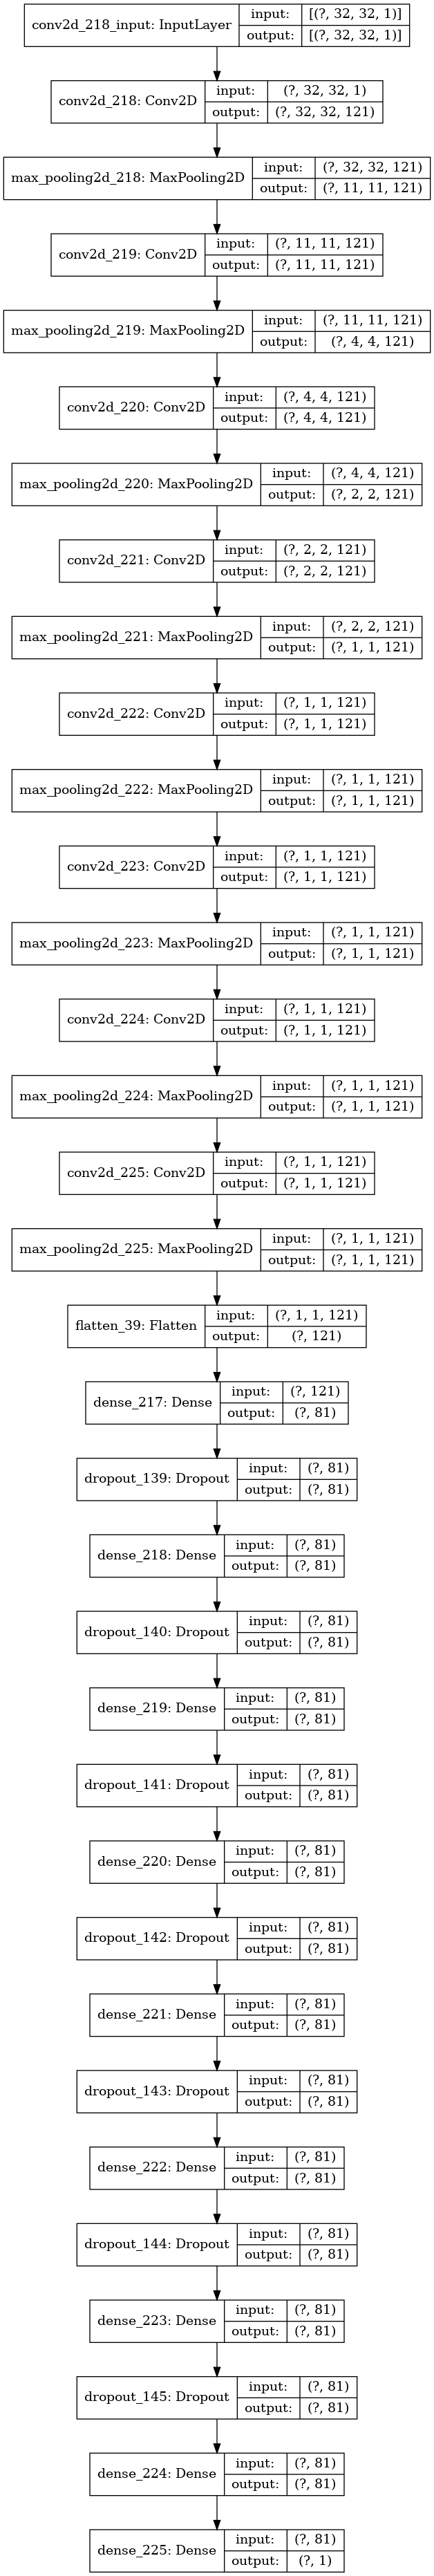 conv2d_218_input: InputLayer input: [(?, 32, 32, 1)]
output: [(?, 32, 32, 1)]
conv2d_218: Conv2D input: (?, 32, 32, 1)
output: (?, 32, 32, 121)
max_pooling2d_218: MaxPooling2D input: (?, 32, 32, 121)
output: (?, 11, 11, 121)
conv2d_219: Conv2D input: (?, 11, 11, 121)
output: (?, 11, 11, 121)
max_pooling2d_219: MaxPooling2D input: (?, 11, 11, 121)
output: (?, 4, 4, 121)
conv2d_220: Conv2D input: (?, 4, 4, 121)
output: (?, 4, 4, 121)
max_pooling2d_220: MaxPooling2D input: (?, 4, 4, 121)
output: (?, 2, 2, 121)
conv2d_221: Conv2D input: (?, 2, 2, 121)
output: (?, 2, 2, 121)
max_pooling2d_221: MaxPooling2D input: (?, 2, 2, 121)
output: (?, 1, 1, 121)
conv2d_222: Conv2D input: (?, 1, 1, 121)
output: (?, 1, 1, 121)
max_pooling2d_222: MaxPooling2D input: (?, 1, 1, 121)
output: (?, 1, 1, 121)
conv2d_223: Conv2D input: (?, 1, 1, 121)
output: (?, 1, 1, 121)
max_pooling2d_223: MaxPooling2D input: (?, 1, 1, 121)
output: (?, 1, 1, 121)
conv2d_224: Conv2D input: (?, 1, 1, 121)
output: (?, 1, 1, 121)
max_pooling2d_224: MaxPooling2D input: (?, 1, 1, 121)
output: (?, 1, 1, 121)
conv2d_225: Conv2D input: (?, 1, 1, 121)
output: (?, 1, 1, 121)
max_pooling2d_225: MaxPooling2D input: (?, 1, 1, 121)
output: (?, 1, 1, 121)
flatten_39: Flatten input: (?, 1, 1, 121)
output: (?, 121)
dense_217: Dense input: (?, 121)
output: (?, 81)
dropout_139: Dropout input: (?, 81)
output: (?, 81)
dense_218: Dense input: (?, 81)
output: (?, 81)
dropout_140: Dropout input: (?, 81)
output: (?, 81)
dense_219: Dense input: (?, 81)
output: (?, 81)
dropout_141: Dropout input: (?, 81)
output: (?, 81)
dense_220: Dense input: (?, 81)
output: (?, 81)
dropout_142: Dropout input: (?, 81)
output: (?, 81)
dense_221: Dense input: (?, 81)
output: (?, 81)
dropout_143: Dropout input: (?, 81)
output: (?, 81)
dense_222: Dense input: (?, 81)
output: (?, 81)
dropout_144: Dropout input: (?, 81)
output: (?, 81)
dense_223: Dense input: (?, 81)
output: (?, 81)
dropout_145: Dropout input: (?, 81)
output: (?, 81)
dense_224: Dense input: (?, 81)
output: (?, 81)
dense_225: Dense input: (?, 81)
output: (?, 1)